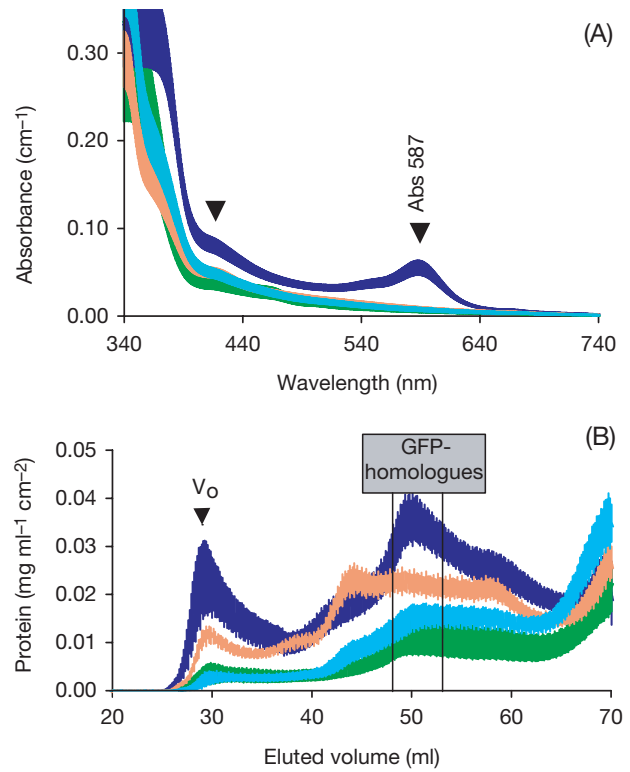 (A)
0.30
0.20
0.10
0.00
Absorbance (cm⁻¹)
Abs 587
340 440 540 640 740
Wavelength (nm)
(B)
0.05
0.04
0.03
0.02
0.01
0.00
Protein (mg ml⁻¹ cm⁻²)
Vo
GFP-
homologues
20 30 40 50 60 70
Eluted volume (ml)